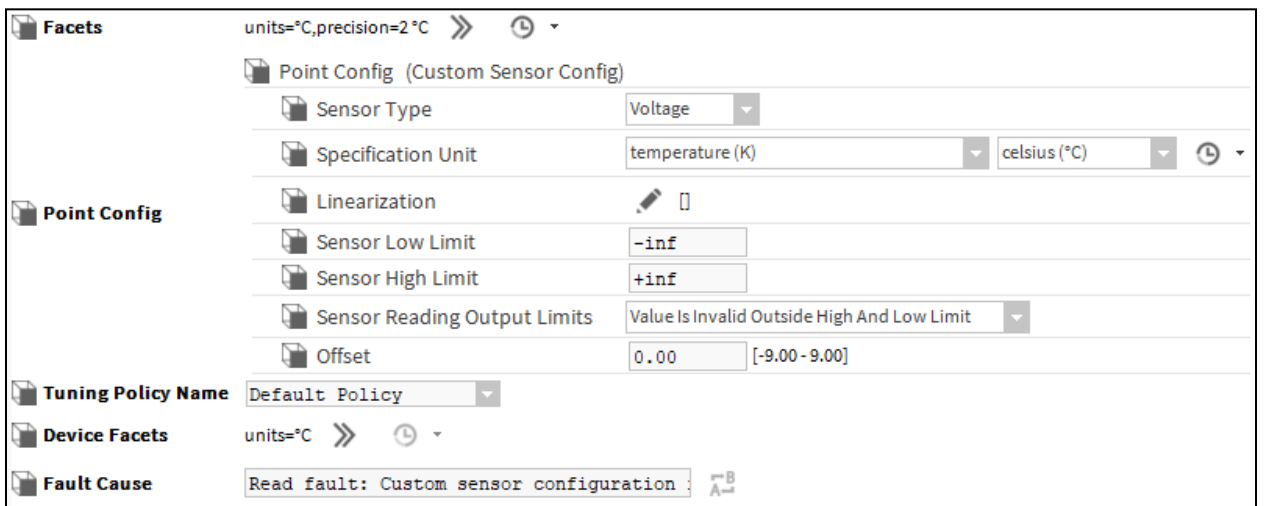 Facets units=°C,precision=2 °C
Point Config (Custom Sensor Config)
Sensor Type Voltage
Specification Unit temperature (K) celsius (°C)
Linearization []
Point Config
Sensor Low Limit -inf
Sensor High Limit +inf
Sensor Reading Output Limits Value Is Invalid Outside High And Low Limit
Offset 0.00 [-9.00 - 9.00]
Tuning Policy Name Default Policy
Device Facets units=°C
Fault Cause Read fault: Custom sensor configuration